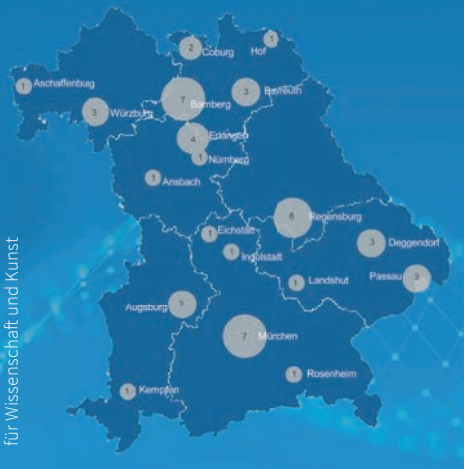 1
Hof
2
Coburg
1
Aschaffenburg
7
Bamberg
3
Bayreuth
3
Würzburg
4
Erlangen
1
Nürnberg
1
Ansbach
6
Regensburg
1
Eichstätt
1
Ingolstadt
3
Deggendorf
1
Landshut
3
Passau
Augsburg
3
7
München
1
Rosenheim
1
Kempten
für Wissenschaft und Kunst